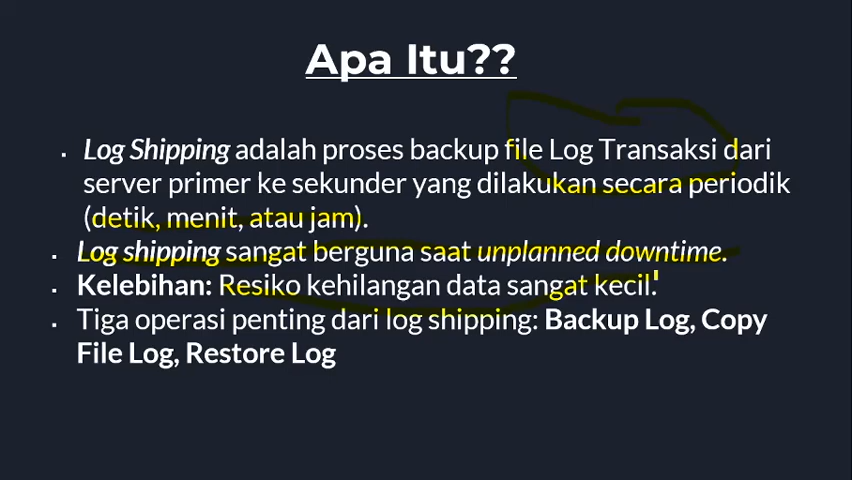 Apa Itu??
▪ Log Shipping adalah proses backup file Log Transaksi dari
server primer ke sekunder yang dilakukan secara periodik
(detik, menit, atau jam).
▪ Log shipping sangat berguna saat unplanned downtime.
▪ Kelebihan: Resiko kehilangan data sangat kecil.
▪ Tiga operasi penting dari log shipping: Backup Log, Copy
File Log, Restore Log